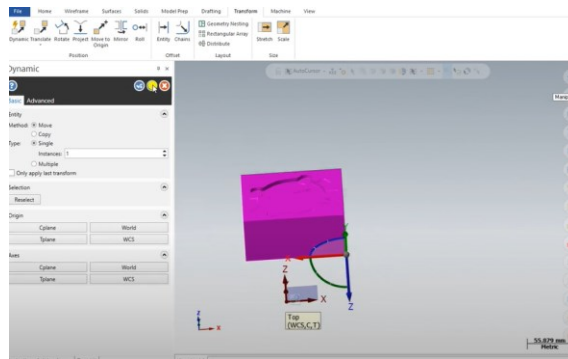 File Home Wireframe Surfaces Solids Model Prep Drafting Transform Machine View
Dynamic Translate Rotate Project Move to Origin Mirror Roll
Entity Chains
Geometry Nesting
Rectangular Array
Distribute
Stretch Scale
Position Offset Layout Size
Dynamic
Basic Advanced
Entity
Method: Move
Copy
Type: Single
Instances: 1
Multiple
Only apply last transform
Selection
Reselect
Origin
Cplane World
Tplane WCS
Axes
Cplane World
Tplane WCS
AutoCursor
Manip
X
Y
Z
Z
X
Top
(WCS,C,T)
Z
X
55.879 mm
Metric